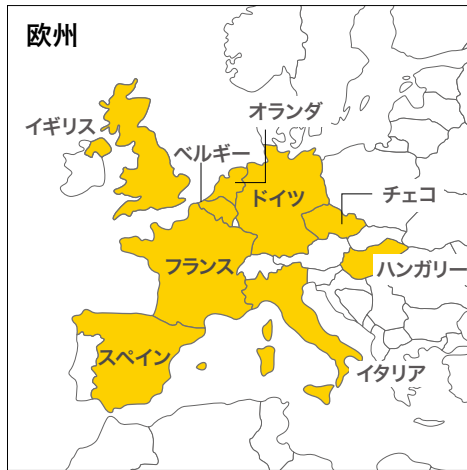 欧州
オランダ
イギリス
ベルギー
ドイツ
チェコ
フランス
ハンガリー
スペイン
イタリア